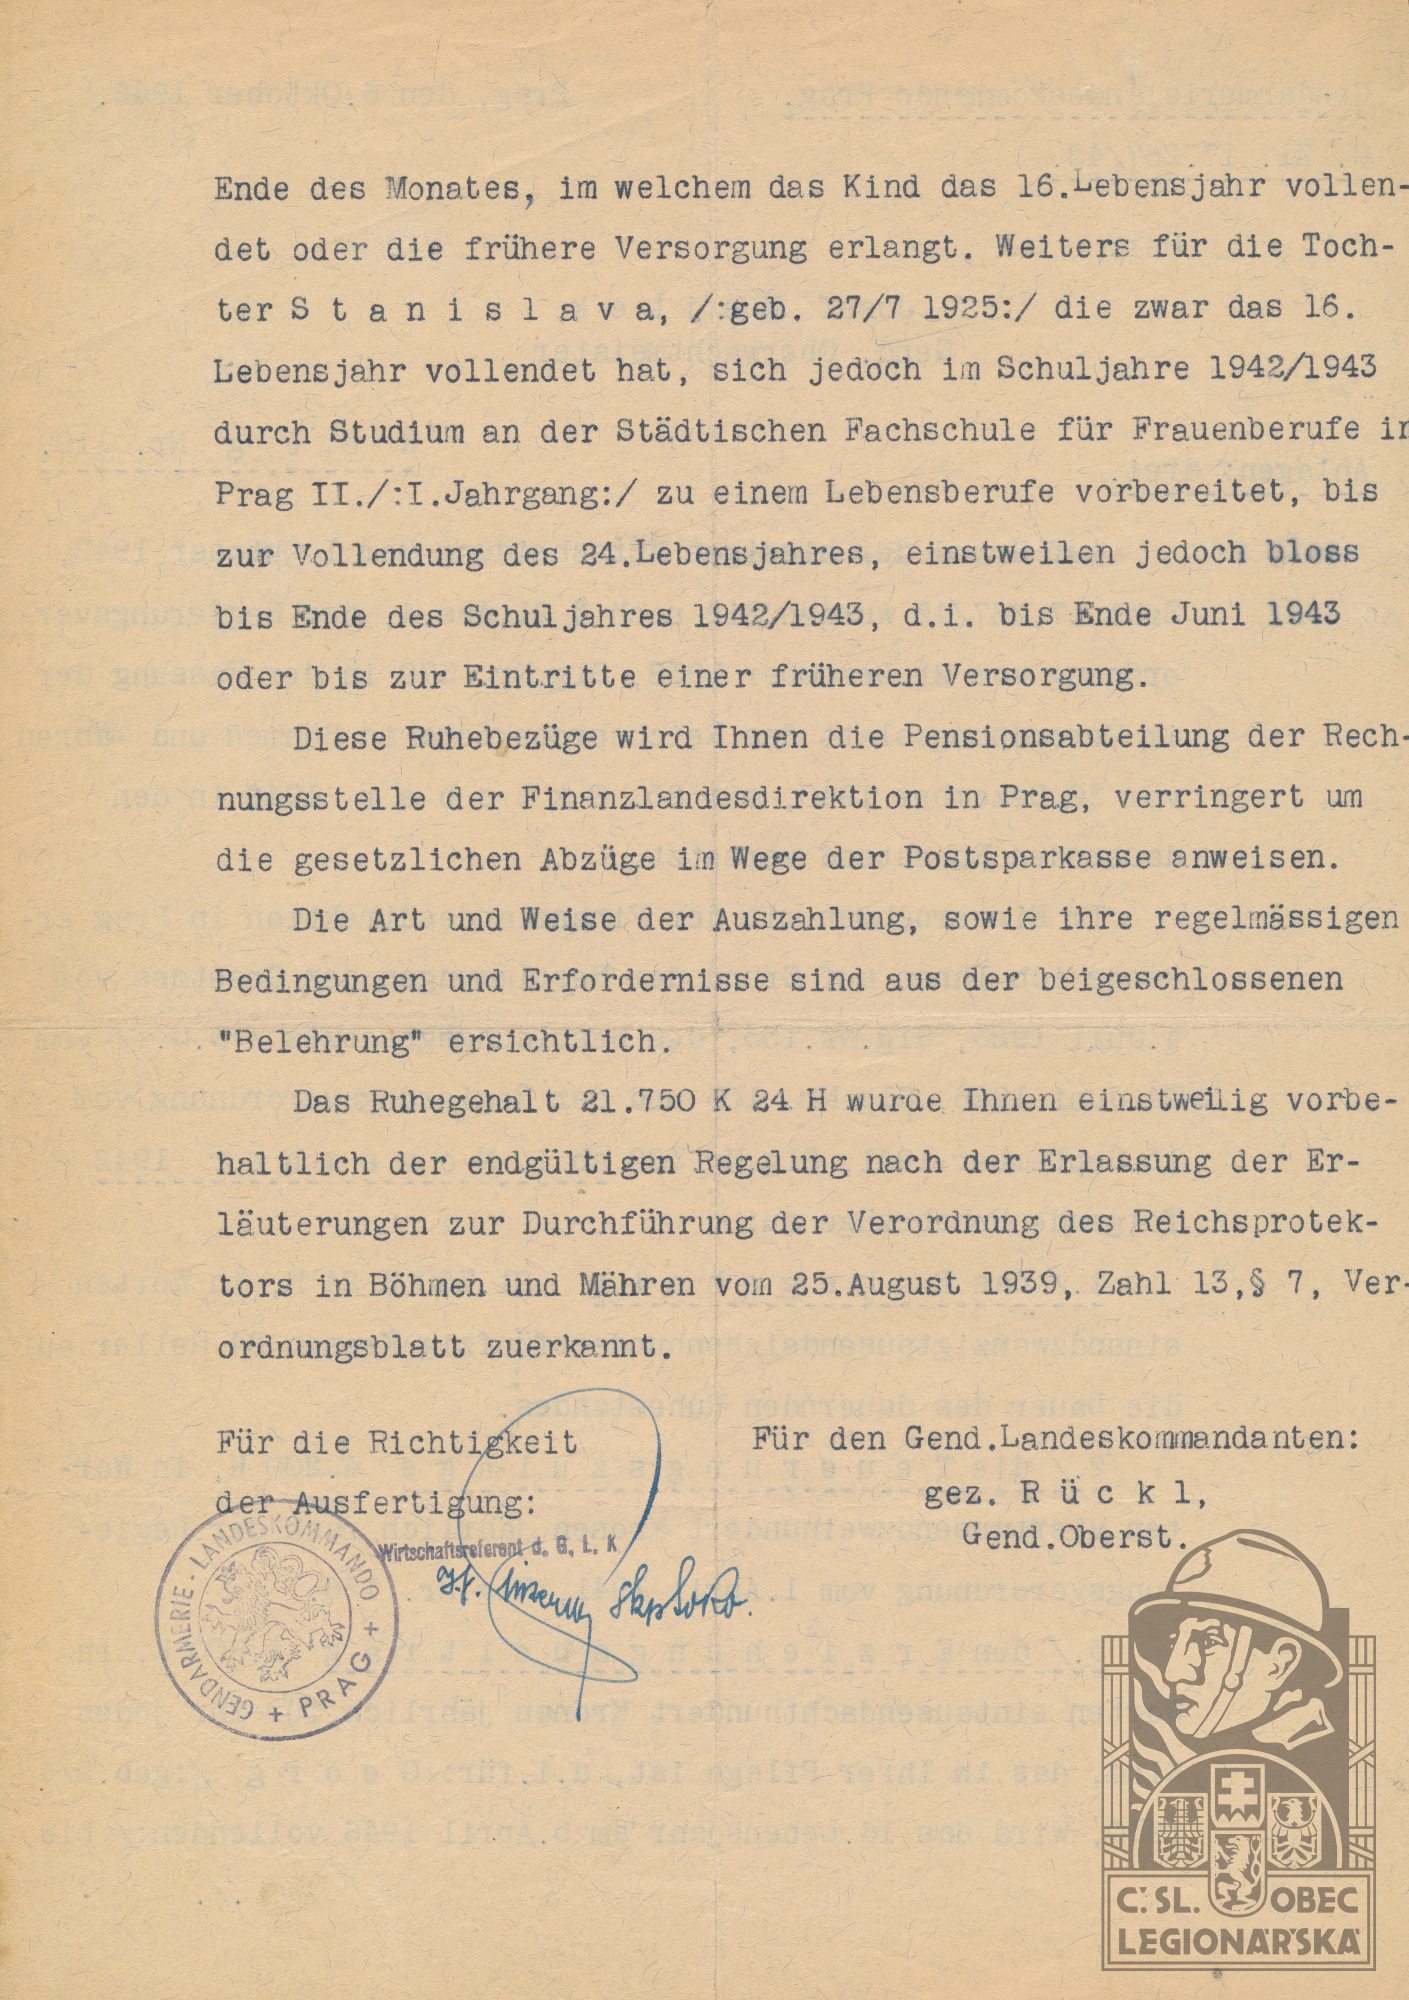 Ende des Monates, im welchem das Kind das 16.Lebensjahr vollen-
det oder die frühere Versorgung erlangt. Weiters für die Toch-
ter S t a n i s l a v a, /:geb. 27/7 1925:/ die zwar das 16.
Lebensjahr vollendet hat, sich jedoch im Schuljahre 1942/1943
durch Studium an der Städtischen Fachschule für Frauenberufe in
Prag II./:I.Jahrgang:/ zu einem Lebensberufe vorbereitet, bis
zur Vollendung des 24.Lebensjahres, einstweilen jedoch bloss
bis Ende des Schuljahres 1942/1943, d.i. bis Ende Juni 1943
oder bis zur Eintritte einer früheren Versorgung.
Diese Ruhebezüge wird Ihnen die Pensionsabteilung der Rech-
nungsstelle der Finanzlandesdirektion in Prag, verringert um
die gesetzlichen Abzüge im Wege der Postsparkasse anweisen.
Die Art und Weise der Auszahlung, sowie ihre regelmässigen
Bedingungen und Erfordernisse sind aus der beigeschlossenen
"Belehrung" ersichtlich.
Das Ruhegehalt 21.750 K 24 H wurde Ihnen einstweilig vorbe-
haltlich der endgültigen Regelung nach der Erlassung der Er-
läuterungen zur Durchführung der Verordnung des Reichsprotek-
tors in Böhmen und Mähren vom 25.August 1939, Zahl 13,§ 7, Ver-
ordnungsblatt zuerkannt.
Für die Richtigkeit
der Ausfertigung:
Für den Gend.Landeskommandanten:
gez. R ü c k l,
Gend.Oberst.
Wirtschaftsreferent d. G. L. K
GENDARMERIE - LANDESKOMMANDO. + PRAG +
Č. SL. OBEC
LEGIONÁŘSKÁ